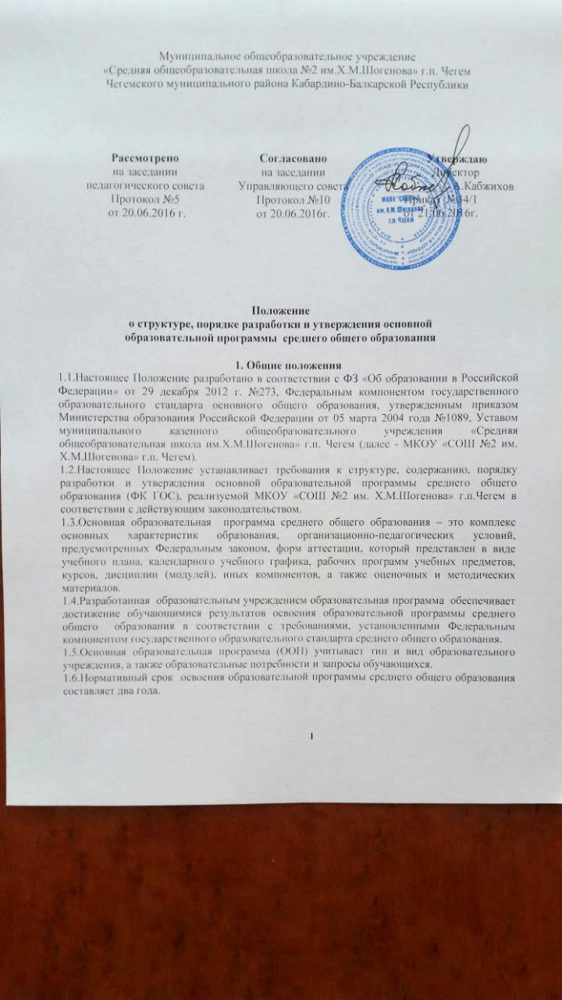 Муниципальное общеобразовательное учреждение
«Средняя общеобразовательная школа №2 им.Х.М.Шогенова» г.п. Чегем
Чегемского муниципального района Кабардино-Балкарской Республики
Рассмотрено
на заседании
педагогического совета
Протокол №5
от 20.06.2016 г.
Согласовано
на заседании
Управляющего совета
Протокол №10
от 20.06.2016г.
Утверждаю
Директор
Кабжихов
Приказ №34/1
от 21.06.2016г.
им. Х.М. Шогенова
г.п. Чегем
Положение
о структуре, порядке разработки и утверждения основной
образовательной программы среднего общего образования
1. Общие положения
1.1.Настоящее Положение разработано в соответствии с ФЗ «Об образовании в Российской
Федерации» от 29 декабря 2012 г. №273, Федеральным компонентом государственного
образовательного стандарта основного общего образования, утвержденным приказом
Министерства образования Российской Федерации от 05 марта 2004 года №1089, Уставом
муниципального казенного общеобразовательного учреждения «Средняя
общеобразовательная школа им.Х.М.Шогенова» г.п. Чегем (далее - МКОУ «СОШ №2 им.
Х.М.Шогенова» г.п. Чегем).
1.2.Настоящее Положение устанавливает требования к структуре, содержанию, порядку
разработки и утверждения основной образовательной программы среднего общего
образования (ФК ГОС), реализуемой МКОУ «СОШ №2 им. Х.М.Шогенова» г.п.Чегем в
соответствии с действующим законодательством.
1.3.Основная образовательная программа среднего общего образования – это комплекс
основных характеристик образования, организационно-педагогических условий,
предусмотренных Федеральным законом, форм аттестации, который представлен в виде
учебного плана, календарного учебного графика, рабочих программ учебных предметов,
курсов, дисциплин (модулей), иных компонентов, а также оценочных и методических
материалов.
1.4.Разработанная образовательным учреждением образовательная программа обеспечивает
достижение обучающимися результатов освоения образовательной программы среднего
общего образования в соответствии с требованиями, установленными Федеральным
компонентом государственного образовательного стандарта среднего общего образования.
1.5.Основная образовательная программа (ООП) учитывает тип и вид образовательного
учреждения, а также образовательные потребности и запросы обучающихся.
1.6.Нормативный срок освоения образовательной программы среднего общего образования
составляет два года.
1